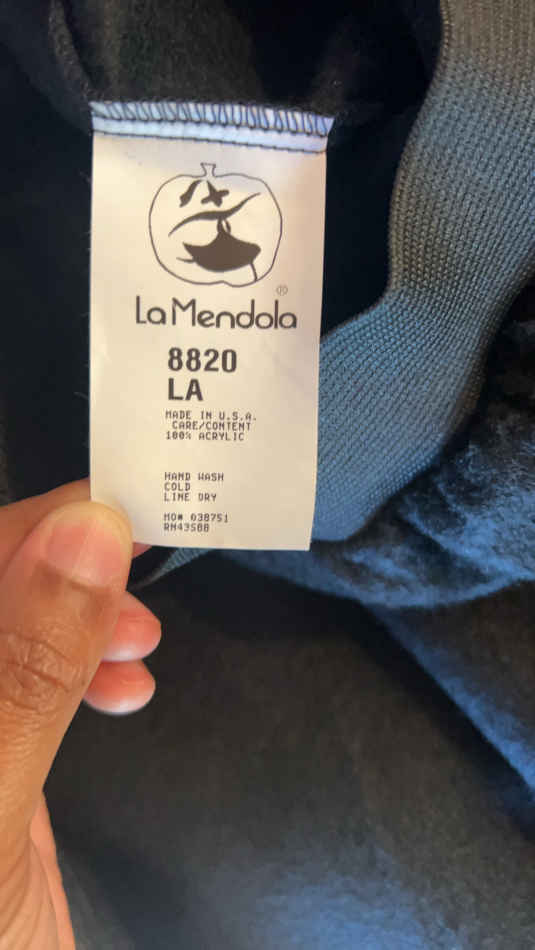 ®
La Mendola
8820
LA
MADE IN U.S.A.
CARE/CONTENT
100% ACRYLIC
HAND WASH
COLD
LINE DRY
MO# 038751
RN43588